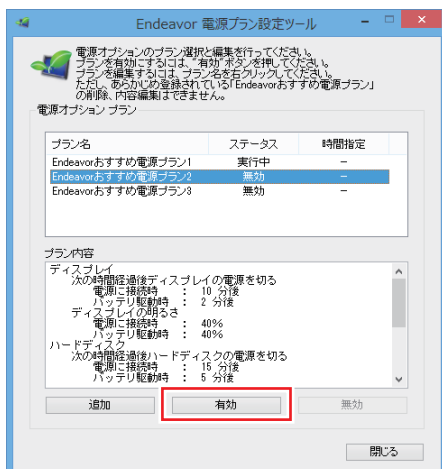 Endeavor 電源プラン設定ツール
電源オプションのプラン選択と編集を行ってください。
プランを有効にするには、"有効"ボタンを押してください。
プランを編集するには、プラン名を右クリックしてください。
ただし、あらかじめ登録されている「Endeavorおすすめ電源プラン」
の削除、内容編集はできません。
電源オプション プラン
プラン名 ステータス 時間指定
Endeavorおすすめ電源プラン1 実行中 －
Endeavorおすすめ電源プラン2 無効 －
Endeavorおすすめ電源プラン3 無効 －
プラン内容
ディスプレイ
次の時間経過後ディスプレイの電源を切る
電源に接続時 : 10 分後
バッテリ駆動時 : 2 分後
ディスプレイの明るさ
電源に接続時 : 40%
バッテリ駆動時 : 40%
ハードディスク
次の時間経過後ハードディスクの電源を切る
電源に接続時 : 15 分後
バッテリ駆動時 : 5 分後
追加 有効 無効
閉じる